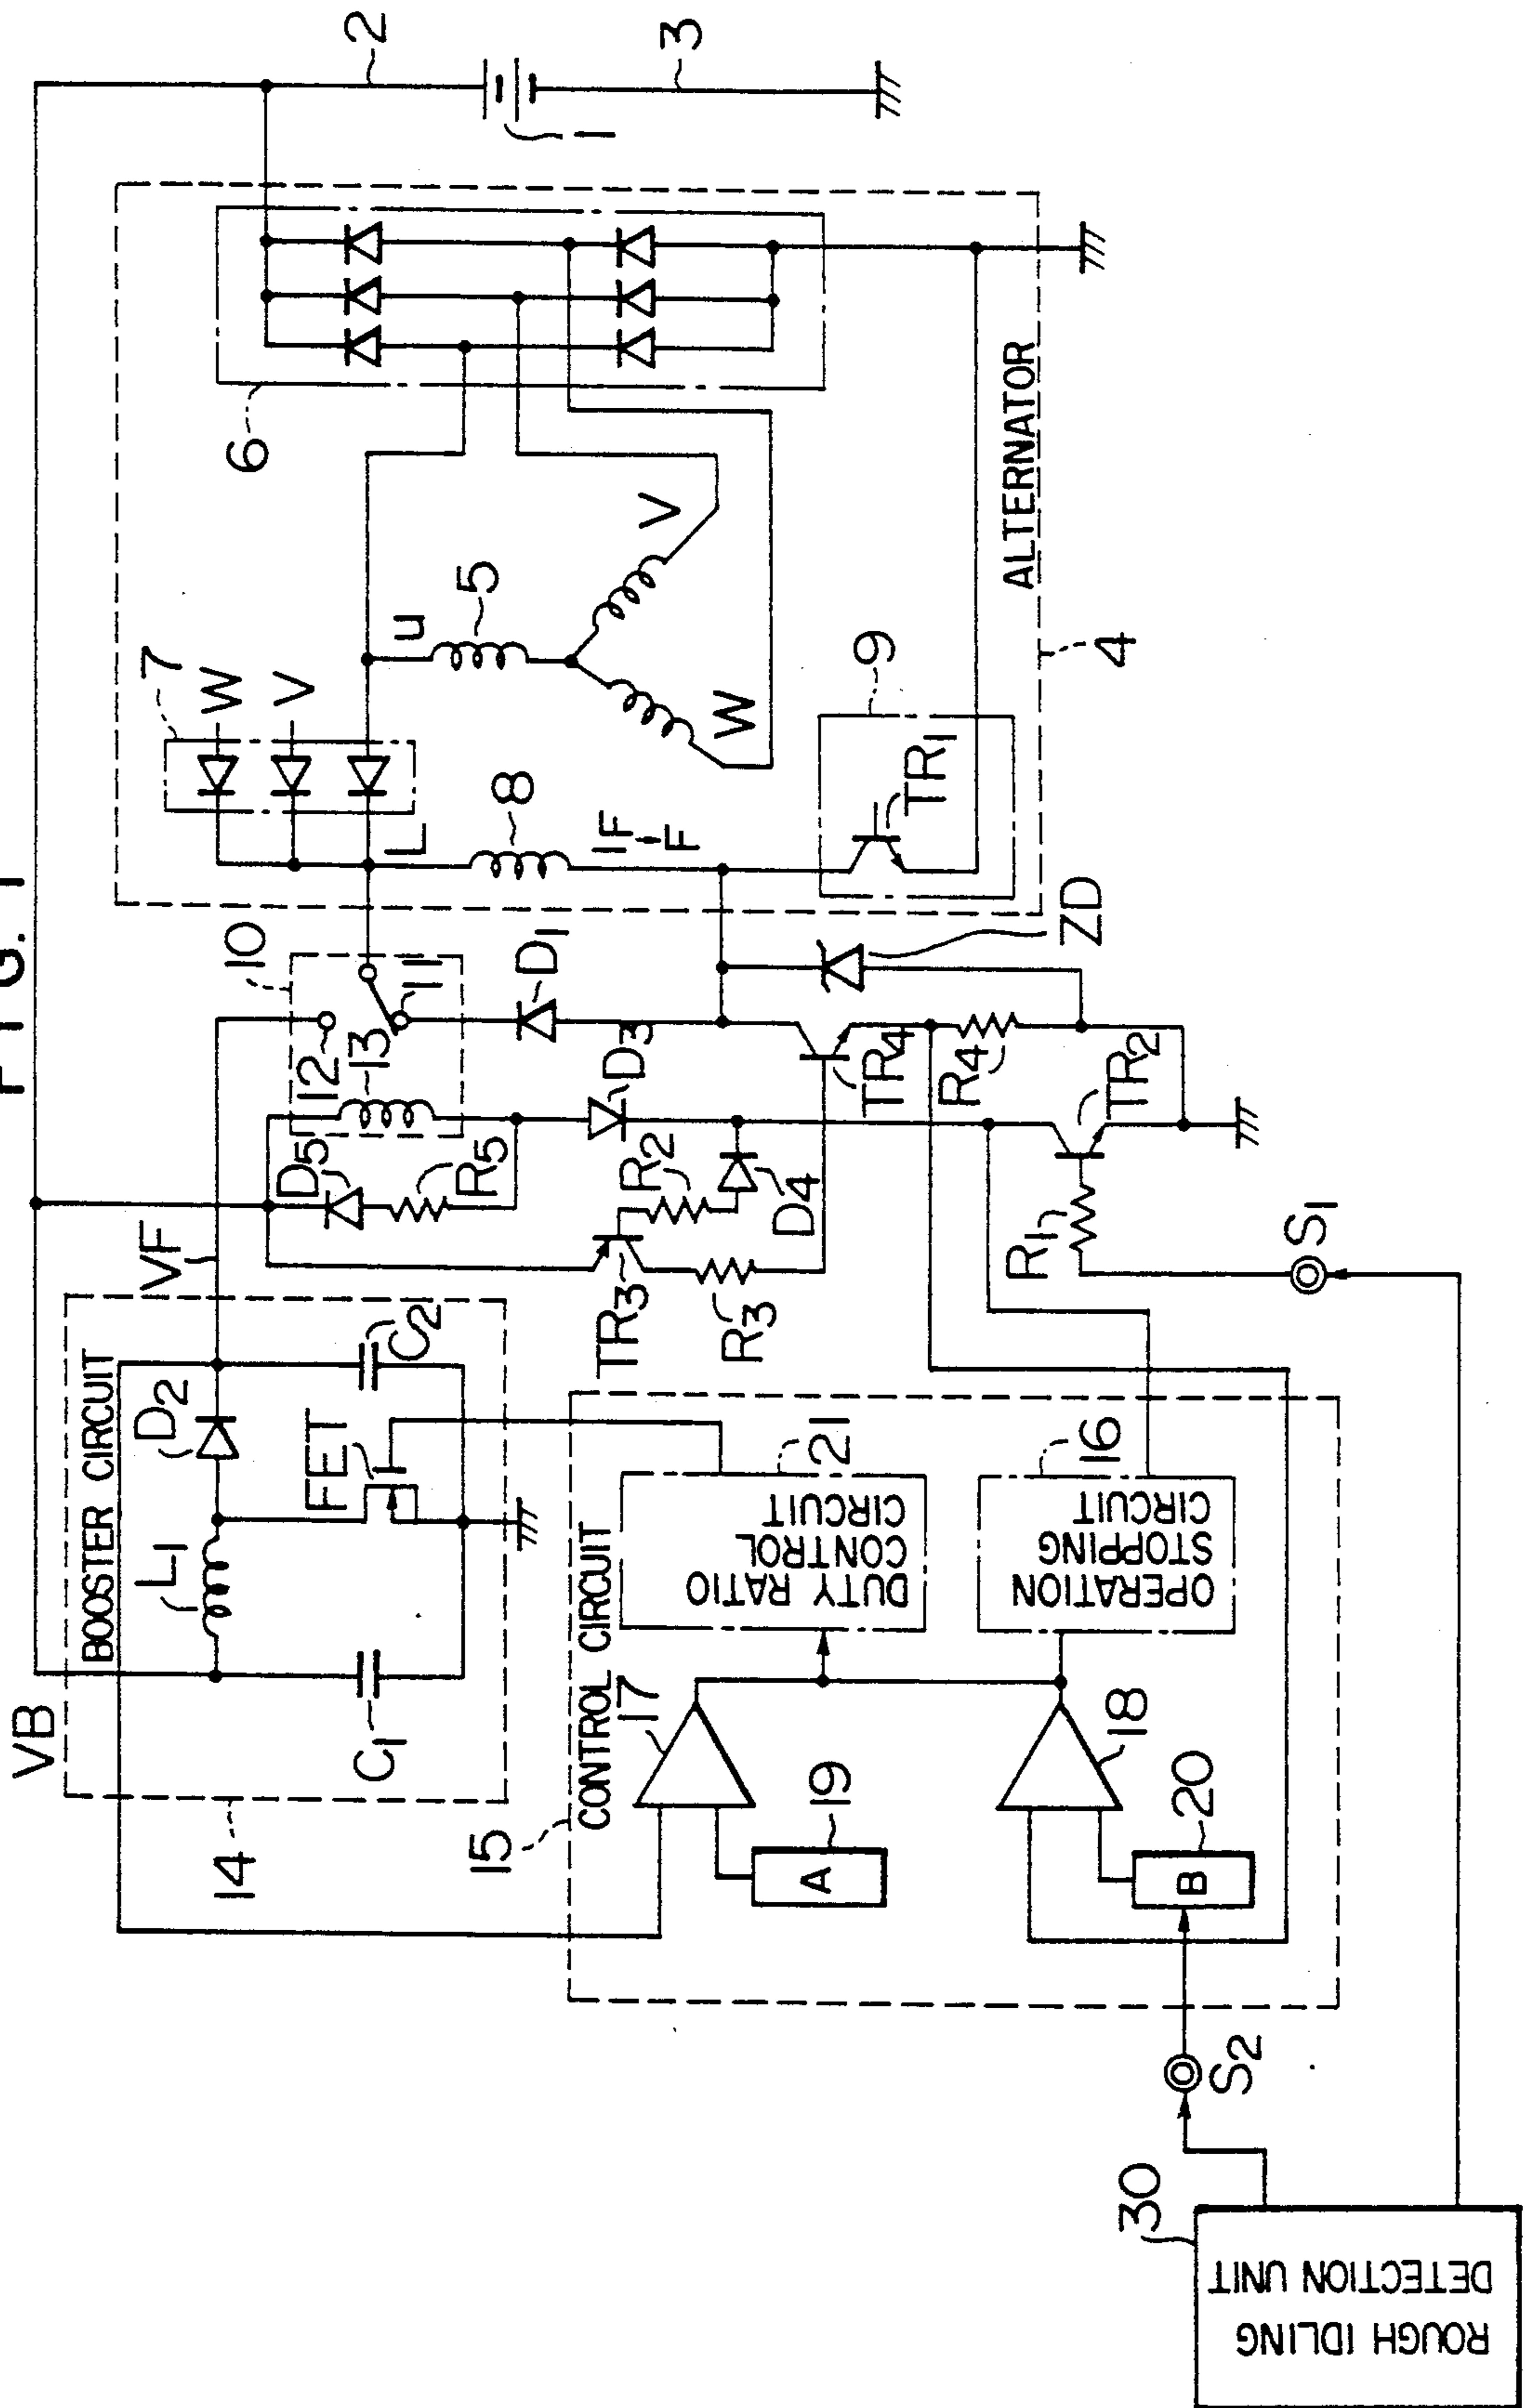 FIG. 1
VB
14
BOOSTER CIRCUIT
L1
D2
FET
C1
C2
VF
10
12
11
13
D5
R5
D1
D3
R2
D4
TR3
R3
TR4
R4
TR2
R1
S1
ZD
7
W
V
L
8
IF
F
u
5
V
W
9
TR1
6
ALTERNATOR
4
2
1
3
15
CONTROL CIRCUIT
17
A
19
18
B
20
DUTY RATIO
CONTROL
CIRCUIT
21
OPERATION
STOPPING
CIRCUIT
16
S2
30
ROUGH IDLING
DETECTION UNIT